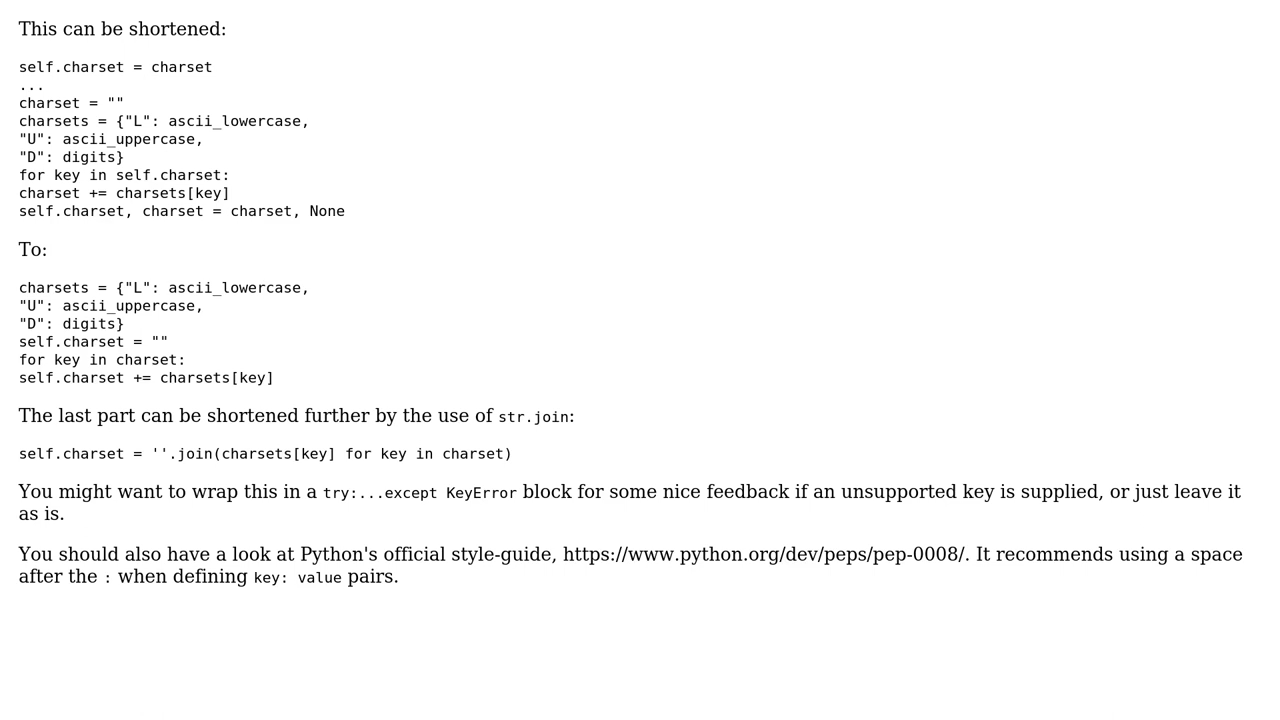 This can be shortened:
self.charset = charset
...
charset = ""
charsets = {"L": ascii_lowercase,
"U": ascii_uppercase,
"D": digits}
for key in self.charset:
charset += charsets[key]
self.charset, charset = charset, None
To:
charsets = {"L": ascii_lowercase,
"U": ascii_uppercase,
"D": digits}
self.charset = ""
for key in charset:
self.charset += charsets[key]
The last part can be shortened further by the use of str.join:
self.charset = ''.join(charsets[key] for key in charset)
You might want to wrap this in a try:...except KeyError block for some nice feedback if an unsupported key is supplied, or just leave it
as is.
You should also have a look at Python's official style-guide, https://www.python.org/dev/peps/pep-0008/. It recommends using a space
after the : when defining key: value pairs.